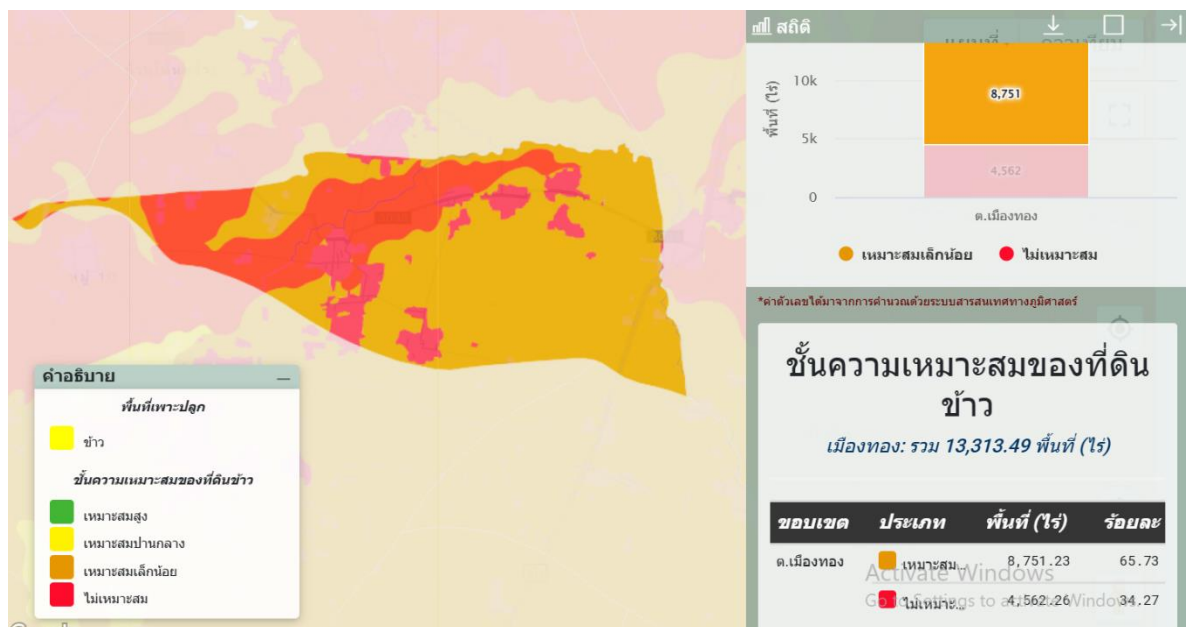 สถิติ
พื้นที่ (ไร่)
10k
5k
0
8,751
4,562
ต.เมืองทอง
เหมาะสมเล็กน้อย
ไม่เหมาะสม
*ค่าตัวเลขได้มาจากการคำนวณด้วยระบบสารสนเทศทางภูมิศาสตร์
ชั้นความเหมาะสมของที่ดิน
ข้าว
เมืองทอง: รวม 13,313.49 พื้นที่ (ไร่)
ขอบเขต ประเภท พื้นที่ (ไร่) ร้อยละ
ต.เมืองทอง เหมาะสม... 8,751.23 65.73
ไม่เหมาะ... 4,562.26 34.27
Activate Windows
Go to Settings to activate Windows.
คำอธิบาย
พื้นที่เพาะปลูก
ข้าว
ชั้นความเหมาะสมของที่ดินข้าว
เหมาะสมสูง
เหมาะสมปานกลาง
เหมาะสมเล็กน้อย
ไม่เหมาะสม